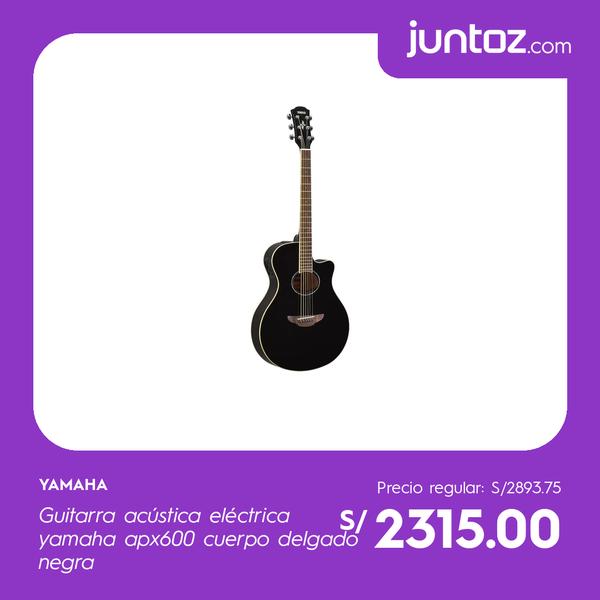 juntoz.com
YAMAHA
Precio regular: S/2893.75
Guitarra acústica eléctrica
yamaha apx600 cuerpo delgado
negra
S/ 2315.00